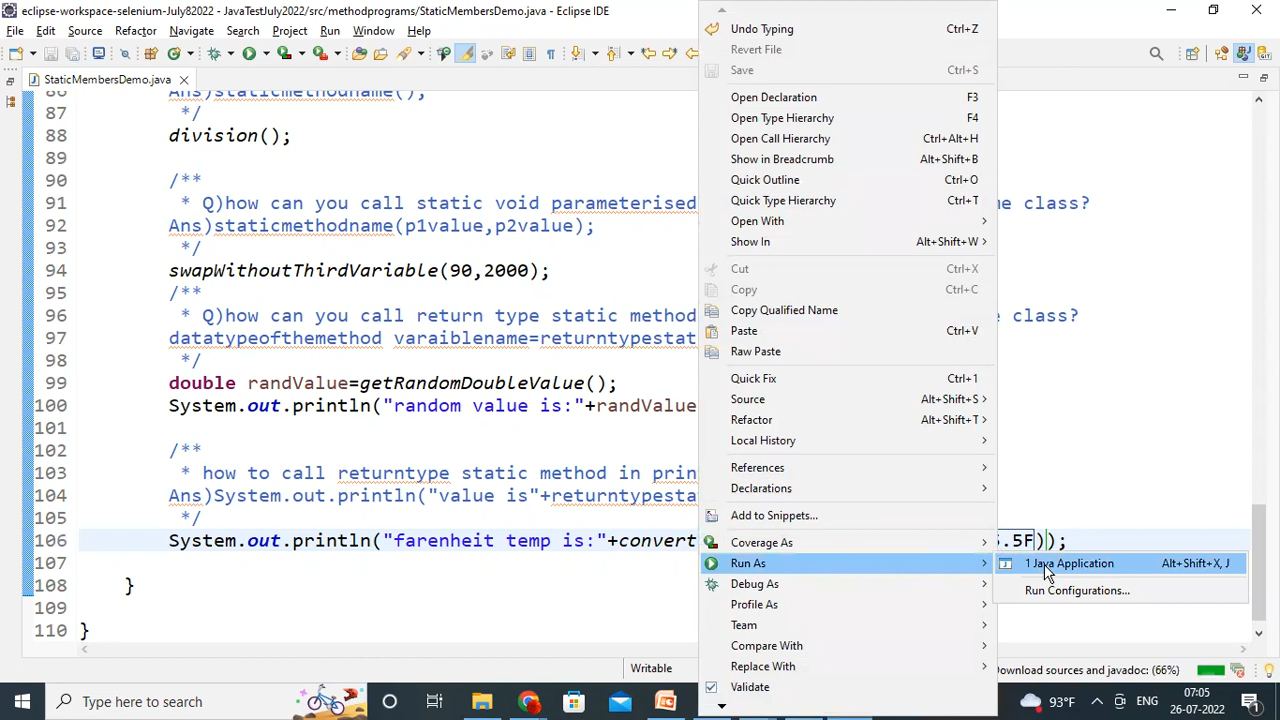 eclipse-workspace-selenium-July82022 - JavaTestJuly2022/src/methodprograms/StaticMembersDemo.java - Eclipse IDE
File Edit Source Refactor Navigate Search Project Run Window Help
StaticMembersDemo.java
86 Ans)staticmethodname();
87 */
88 division();
89
90 /**
91 * Q)how can you call static void parameterised me class?
92 Ans)staticmethodname(p1value,p2value);
93 */
94 swapWithoutThirdVariable(90,2000);
95 /**
96 * Q)how can you call return type static method e class?
97 datatypeofthemethod varaiblename=returntypestat
98 */
99 double randValue=getRandomDoubleValue();
100 System.out.println("random value is:"+randValue
101
102 /**
103 * how to call returntype static method in prin
104 Ans)System.out.println("value is"+returntypesta
105 */
106 System.out.println("farenheit temp is:"+convert .5F));
107
108 }
109
110 }
Undo Typing Ctrl+Z
Revert File
Save Ctrl+S
Open Declaration F3
Open Type Hierarchy F4
Open Call Hierarchy Ctrl+Alt+H
Show in Breadcrumb Alt+Shift+B
Quick Outline Ctrl+O
Quick Type Hierarchy Ctrl+T
Open With
Show In Alt+Shift+W
Cut Ctrl+X
Copy Ctrl+C
Copy Qualified Name
Paste Ctrl+V
Raw Paste
Quick Fix Ctrl+1
Source Alt+Shift+S
Refactor Alt+Shift+T
Local History
References
Declarations
Add to Snippets...
Coverage As
Run As
Debug As
Profile As
Team
Compare With
Replace With
Validate
1 Java Application Alt+Shift+X, J
Run Configurations...
Writable
Download sources and javadoc: (66%)
Type here to search
93°F ENG 07:05
26-07-2022
1